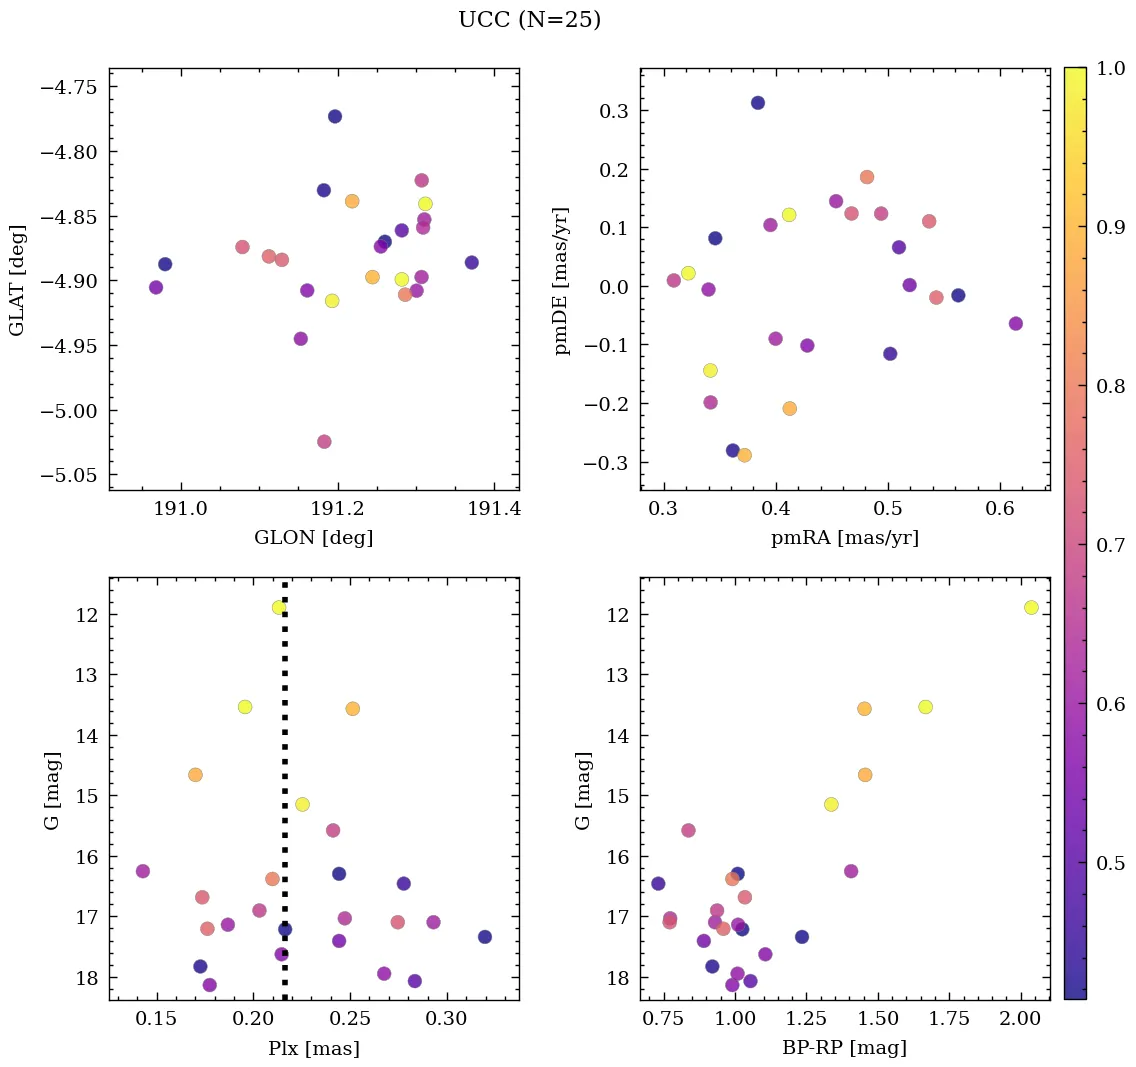 UCC (N=25)
−4.75
−4.80
−4.85
−4.90
−4.95
−5.00
−5.05
GLAT [deg]
191.0 191.2 191.4
GLON [deg]
0.3
0.2
0.1
0.0
−0.1
−0.2
−0.3
pmDE [mas/yr]
0.3 0.4 0.5 0.6
pmRA [mas/yr]
12
13
14
15
16
17
18
G [mag]
0.15 0.20 0.25 0.30
Plx [mas]
12
13
14
15
16
17
18
G [mag]
0.75 1.00 1.25 1.50 1.75 2.00
BP-RP [mag]
1.0
0.9
0.8
0.7
0.6
0.5